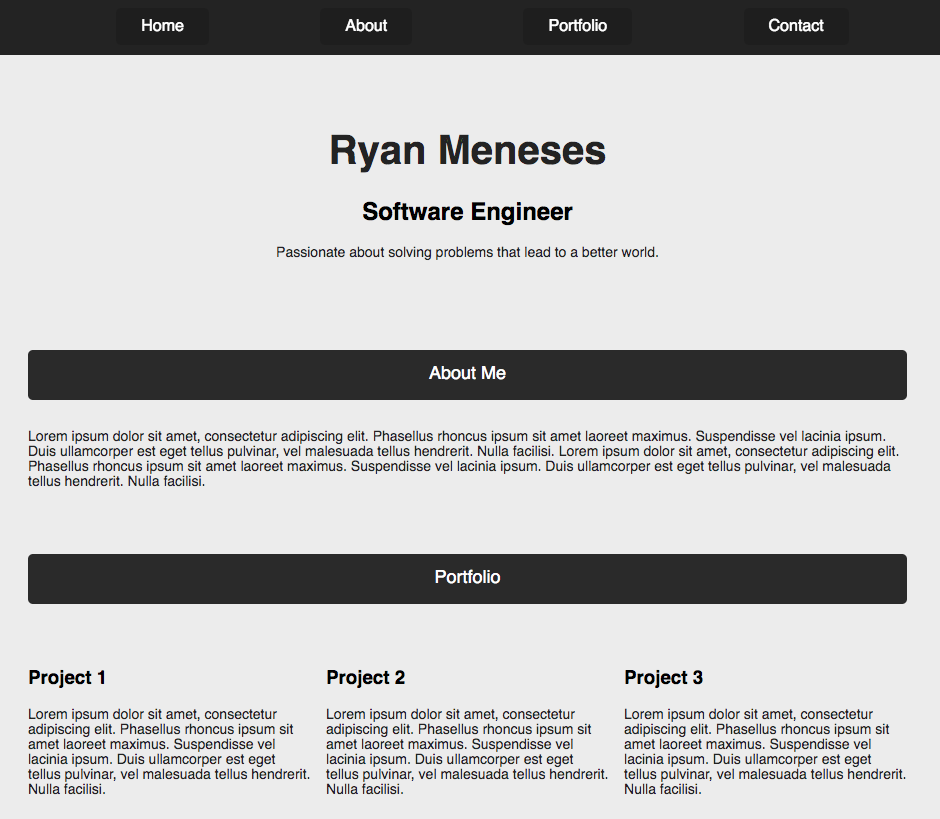 Home About Portfolio Contact
Ryan Meneses
Software Engineer
Passionate about solving problems that lead to a better world.
About Me
Lorem ipsum dolor sit amet, consectetur adipiscing elit. Phasellus rhoncus ipsum sit amet laoreet maximus. Suspendisse vel lacinia ipsum.
Duis ullamcorper est eget tellus pulvinar, vel malesuada tellus hendrerit. Nulla facilisi. Lorem ipsum dolor sit amet, consectetur adipiscing elit.
Phasellus rhoncus ipsum sit amet laoreet maximus. Suspendisse vel lacinia ipsum. Duis ullamcorper est eget tellus pulvinar, vel malesuada
tellus hendrerit. Nulla facilisi.
Portfolio
Project 1
Lorem ipsum dolor sit amet, consectetur
adipiscing elit. Phasellus rhoncus ipsum sit
amet laoreet maximus. Suspendisse vel
lacinia ipsum. Duis ullamcorper est eget
tellus pulvinar, vel malesuada tellus hendrerit.
Nulla facilisi.
Project 2
Lorem ipsum dolor sit amet, consectetur
adipiscing elit. Phasellus rhoncus ipsum sit
amet laoreet maximus. Suspendisse vel
lacinia ipsum. Duis ullamcorper est eget
tellus pulvinar, vel malesuada tellus hendrerit.
Nulla facilisi.
Project 3
Lorem ipsum dolor sit amet, consectetur
adipiscing elit. Phasellus rhoncus ipsum sit
amet laoreet maximus. Suspendisse vel
lacinia ipsum. Duis ullamcorper est eget
tellus pulvinar, vel malesuada tellus hendrerit.
Nulla facilisi.